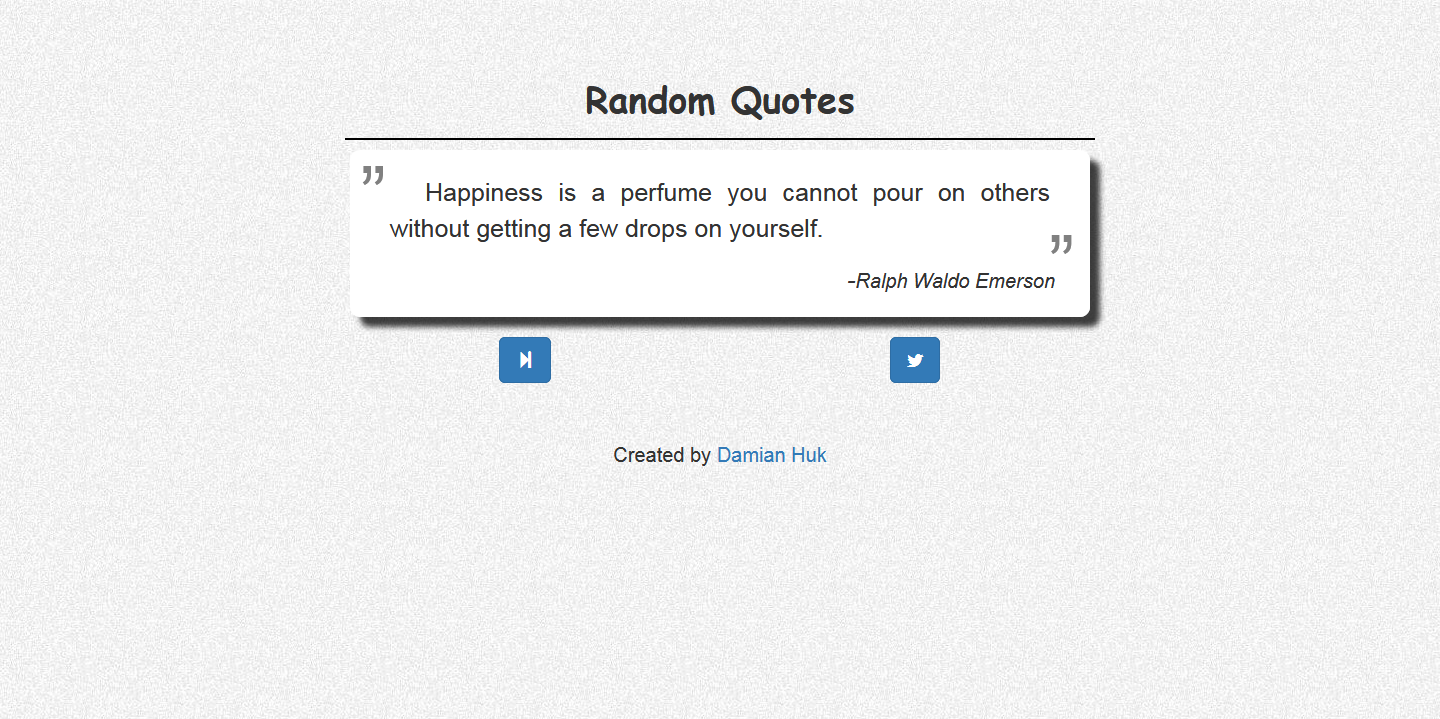 Random Quotes
” Happiness is a perfume you cannot pour on others
without getting a few drops on yourself.
”
-Ralph Waldo Emerson
Created by Damian Huk